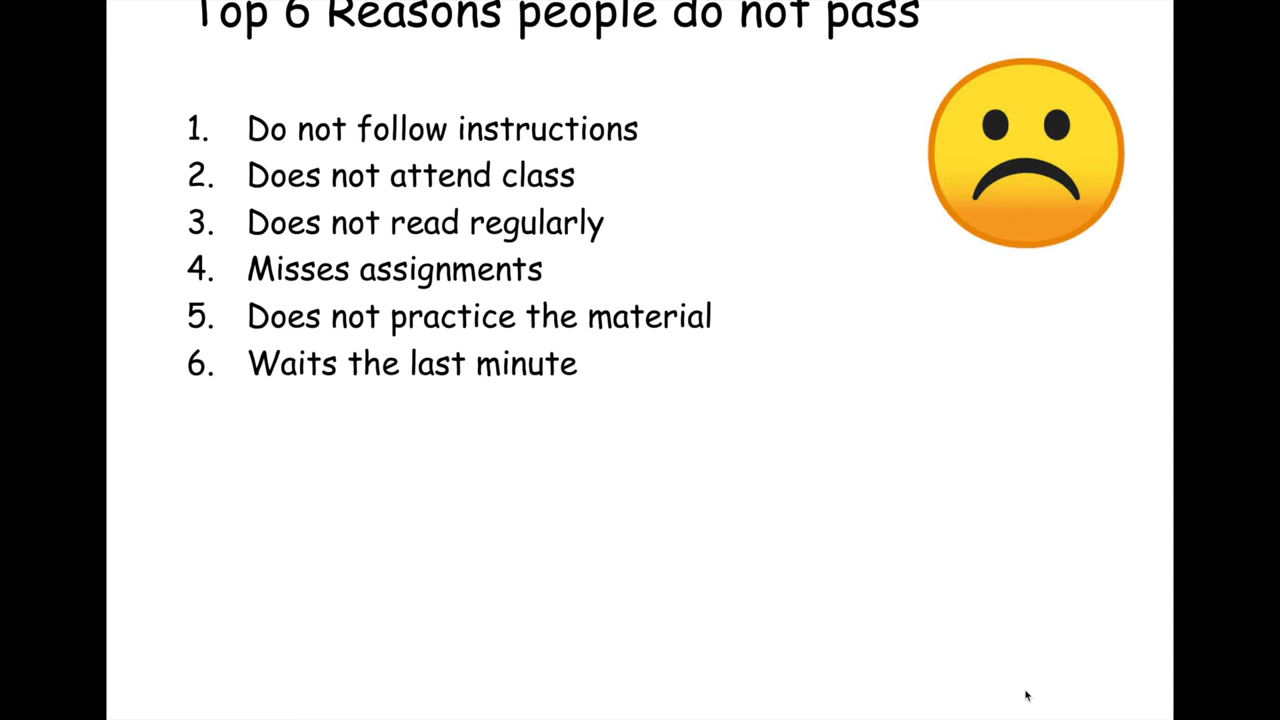 Top 6 Reasons people do not pass
1. Do not follow instructions
2. Does not attend class
3. Does not read regularly
4. Misses assignments
5. Does not practice the material
6. Waits the last minute